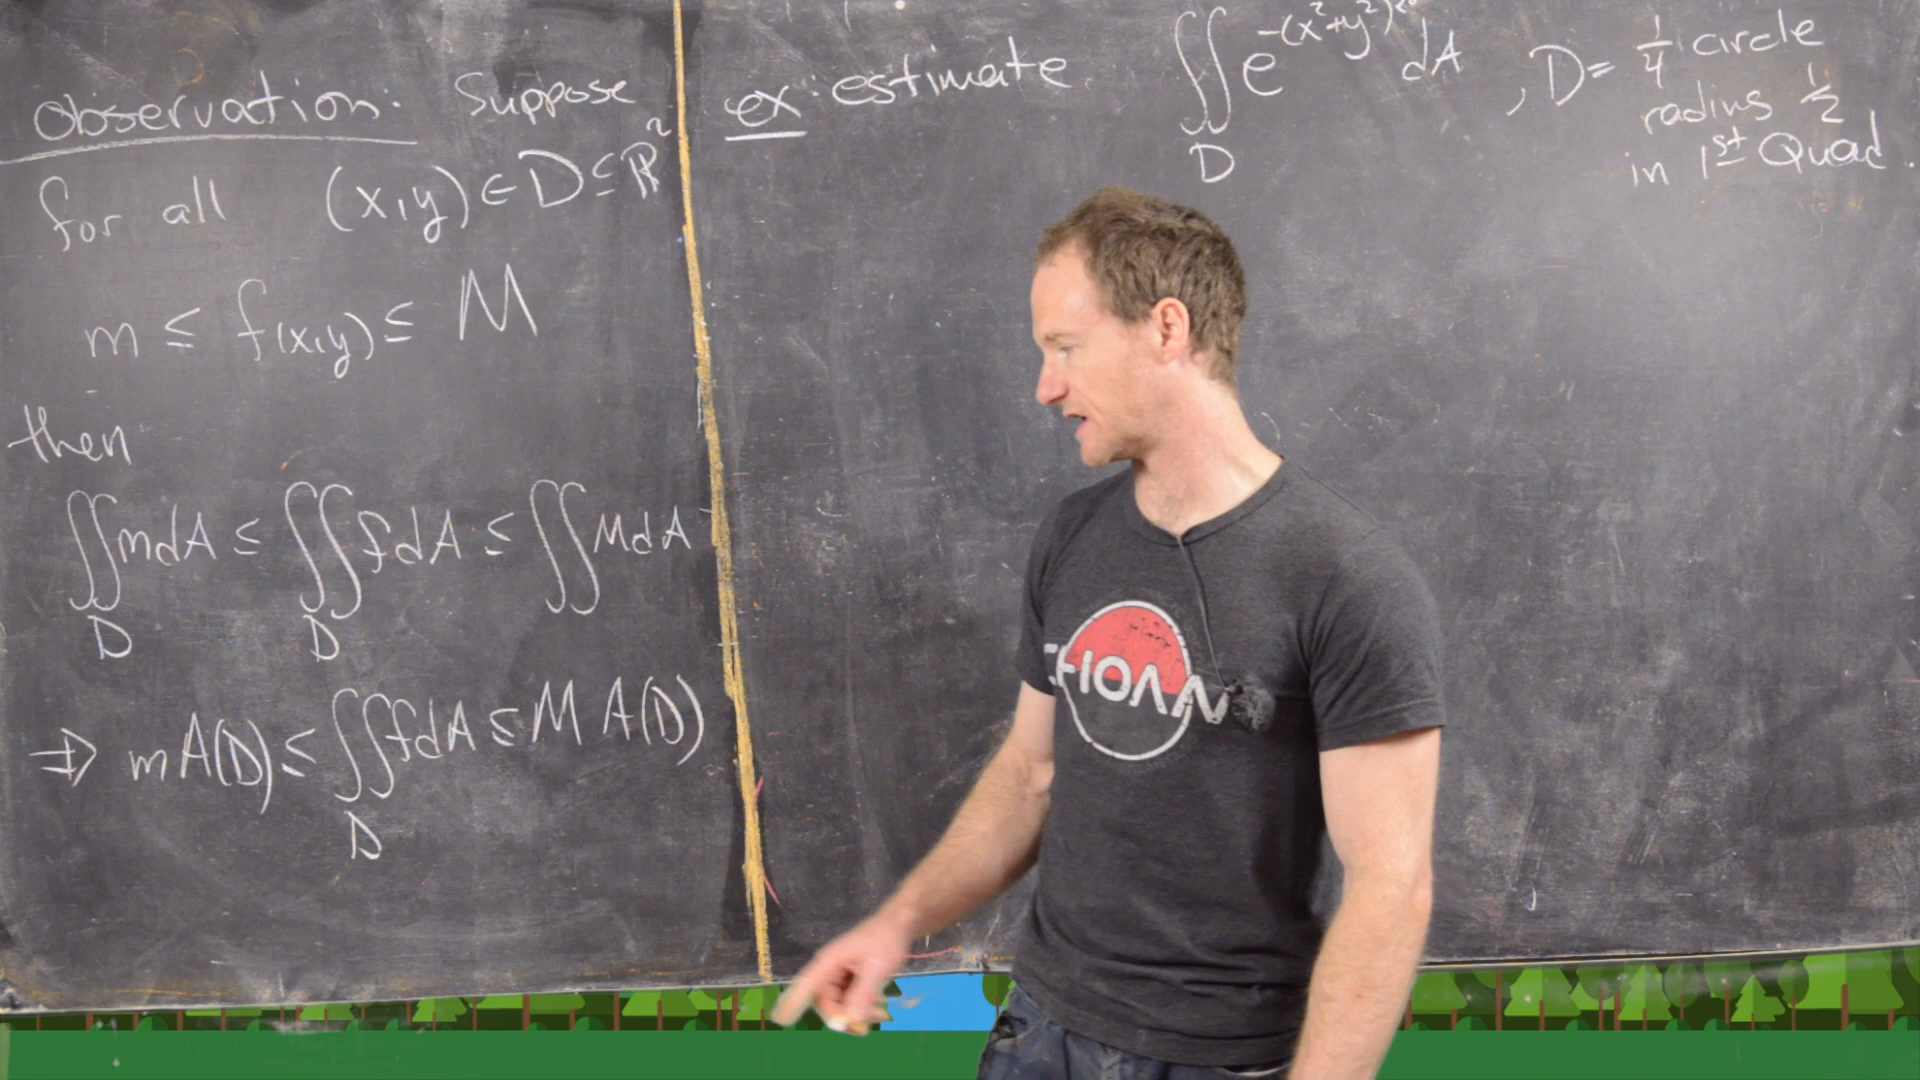 Observation: Suppose
for all (x,y) ∈ D ⊆ ℝ²
m ≤ f(x,y) ≤ M
then
∬_D m dA ≤ ∬_D f dA ≤ ∬ M dA
⇒ m A(D) ≤ ∬_D f dA ≤ M A(D)
ex: estimate ∬_D e^{-(x²+y²)} dA , D = 1/4 circle
radius 1/2
in 1st Quad.